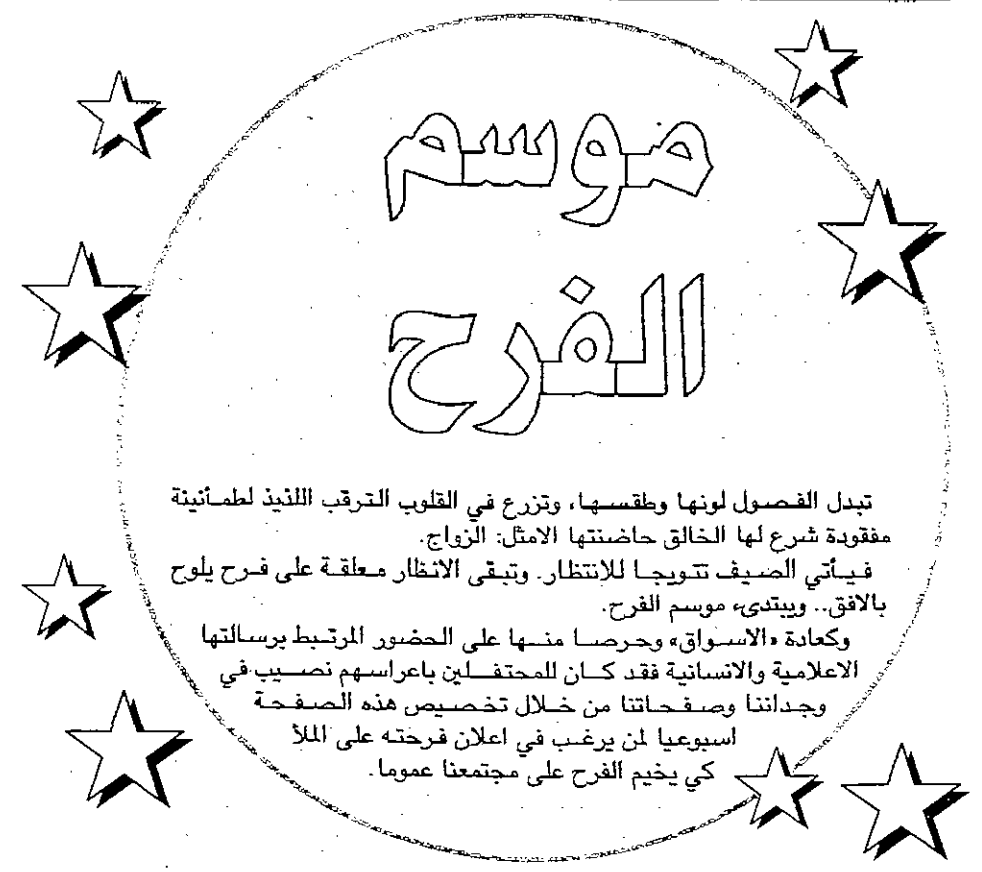 موسم
الفرح
تبدل الفصول لونها وطقسها، وتزرع في القلوب الترقب اللذيذ لطمأنينة
مفقودة شرع لها الخالق حاضنتها الامثل: الزواج.
فيأتي الصيف تتويجا للإنتظار. وتبقى الانظار معلقة على فرح يلوح
بالافق.. ويبتدىء موسم الفرح.
وكعادة «الاسواق» وحرصا منها على الحضور المرتبط برسالتها
الاعلامية والانسانية فقد كان للمحتفلين باعراسهم نصيب في
وجداننا وصفحاتنا من خلال تخصيص هذه الصفحة
اسبوعيا لمن يرغب في اعلان فرحته على الملأ
كي يخيم الفرح على مجتمعنا عموما.